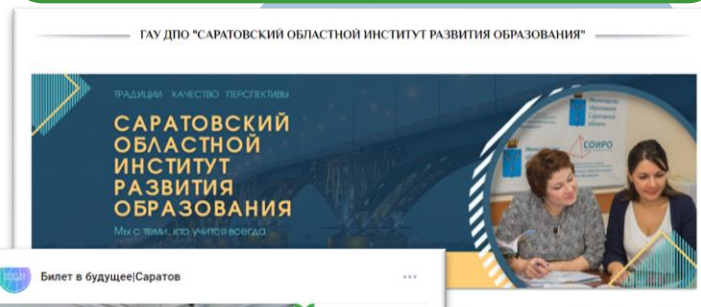 ГАУ ДПО "САРАТОВСКИЙ ОБЛАСТНОЙ ИНСТИТУТ РАЗВИТИЯ ОБРАЗОВАНИЯ"
ТРАДИЦИИ КАЧЕСТВО ПЕРСПЕКТИВЫ
САРАТОВСКИЙ
ОБЛАСТНОЙ
ИНСТИТУТ
РАЗВИТИЯ
ОБРАЗОВАНИЯ
Мы с теми, кто учится всегда
СОИРО
Билет в будущее|Саратов